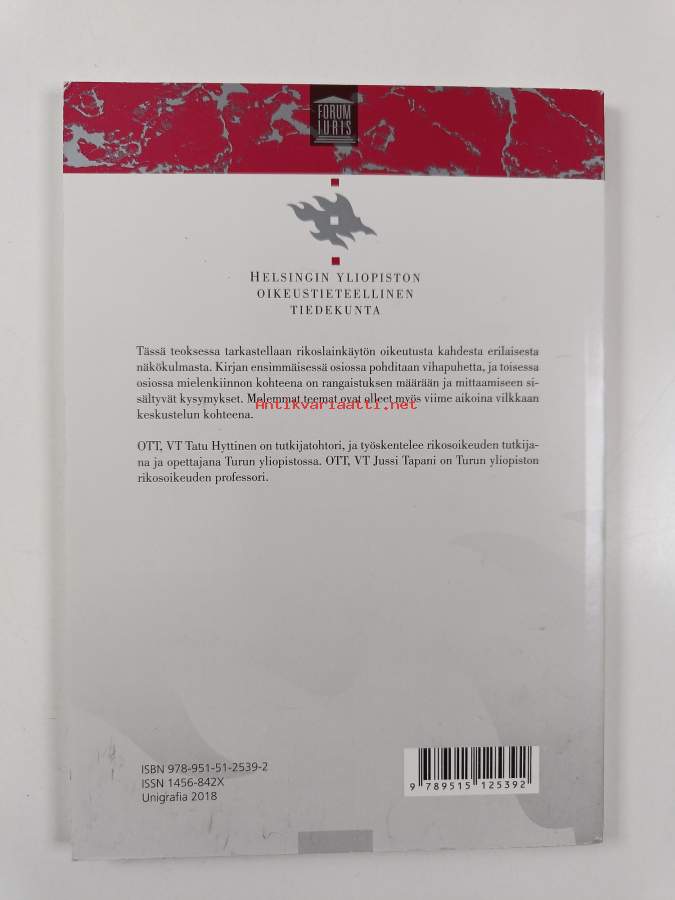 FORUM
IURIS
HELSINGIN YLIOPISTON
OIKEUSTIETEELLINEN
TIEDEKUNTA
Tässä teoksessa tarkastellaan rikoslainkäytön oikeutusta kahdesta erilaisesta
näkökulmasta. Kirjan ensimmäisessä osiossa pohditaan vihapuhetta, ja toisessa
osiossa mielenkiinnon kohteena on rangaistuksen määrään ja mittaamiseen si-
sältyvät kysymykset. Molemmat teemat ovat olleet myös viime aikoina vilkkaan
keskustelun kohteena.
Antikvariaatti.net
OTT, VT Tatu Hyttinen on tutkijatohtori, ja työskentelee rikosoikeuden tutkija-
na ja opettajana Turun yliopistossa. OTT, VT Jussi Tapani on Turun yliopiston
rikosoikeuden professori.
ISBN 978-951-51-2539-2
ISSN 1456-842X
Unigrafia 2018
9 789515 125392